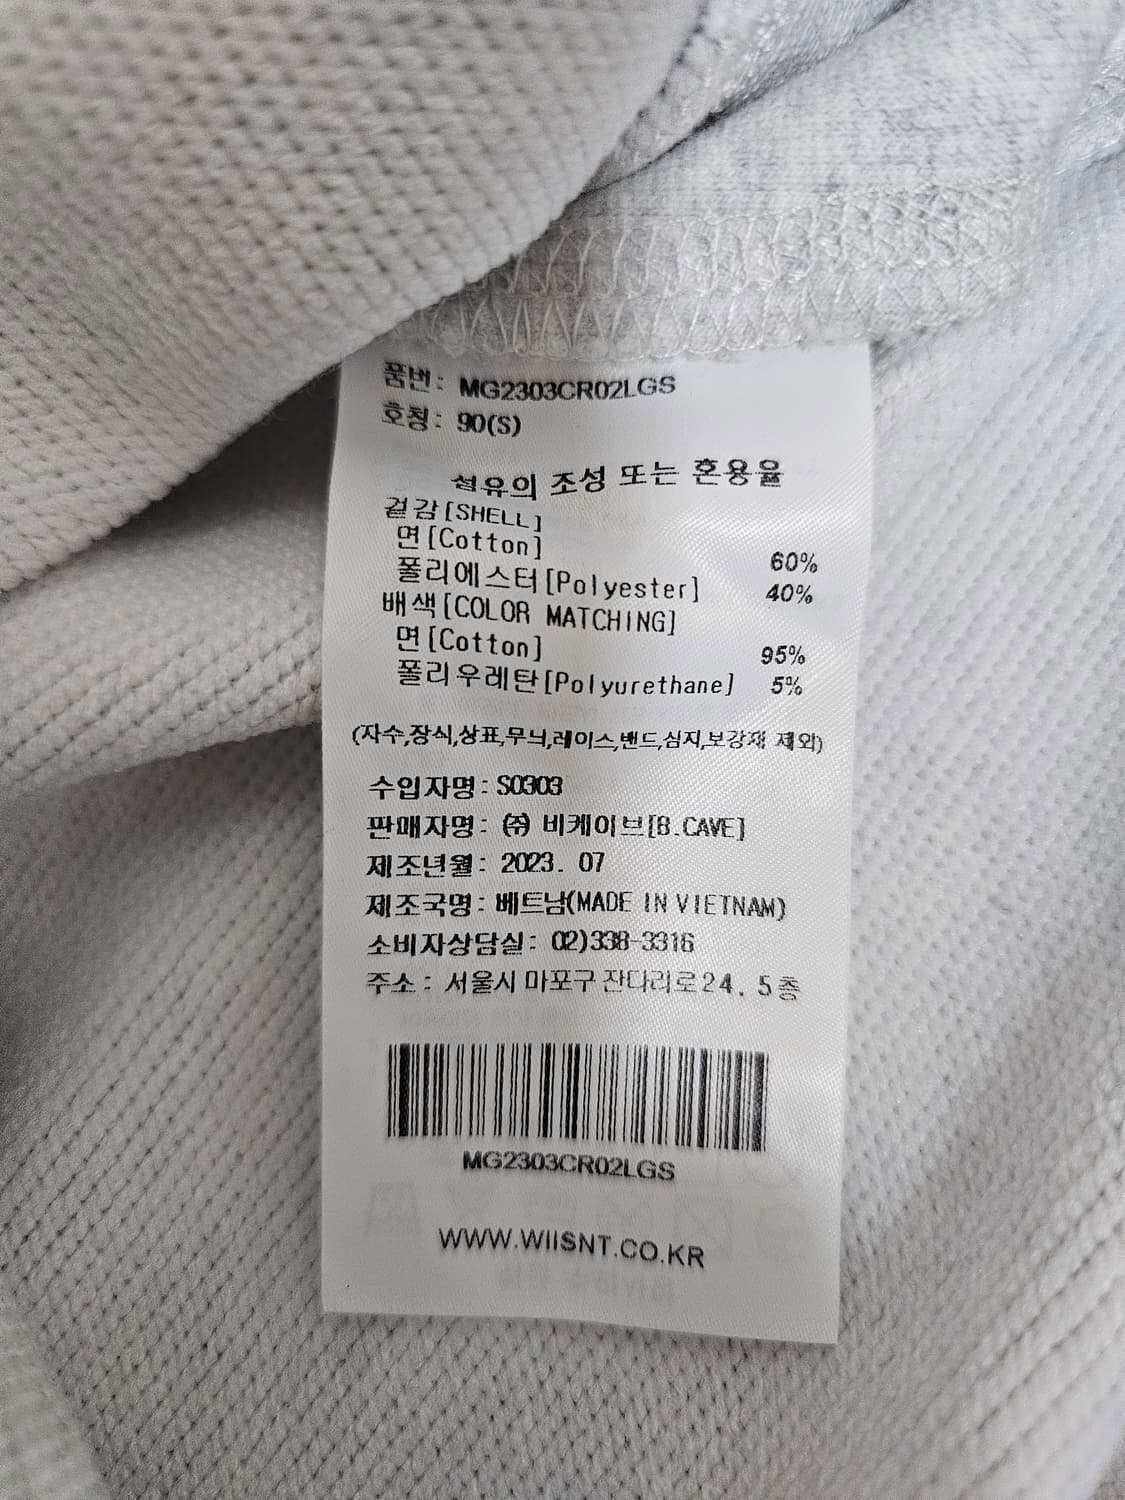 품번: MG2303CR02LGS
호칭: 90(S)
섬유의 조성 또는 혼용율
겉감[SHELL]
면[Cotton] 60%
폴리에스터[Polyester] 40%
배색[COLOR MATCHING]
면[Cotton] 95%
폴리우레탄[Polyurethane] 5%
(자수,장식,상표,무늬,레이스,밴드,심지,보강재 제외)
수입자명: S0303
판매자명: ㈜ 비케이브[B.CAVE]
제조년월: 2023. 07
제조국명: 베트남(MADE IN VIETNAM)
소비자상담실: 02)338-3316
주소: 서울시 마포구 잔다리로24. 5층
MG2303CR02LGS
WWW.WIISNT.CO.KR